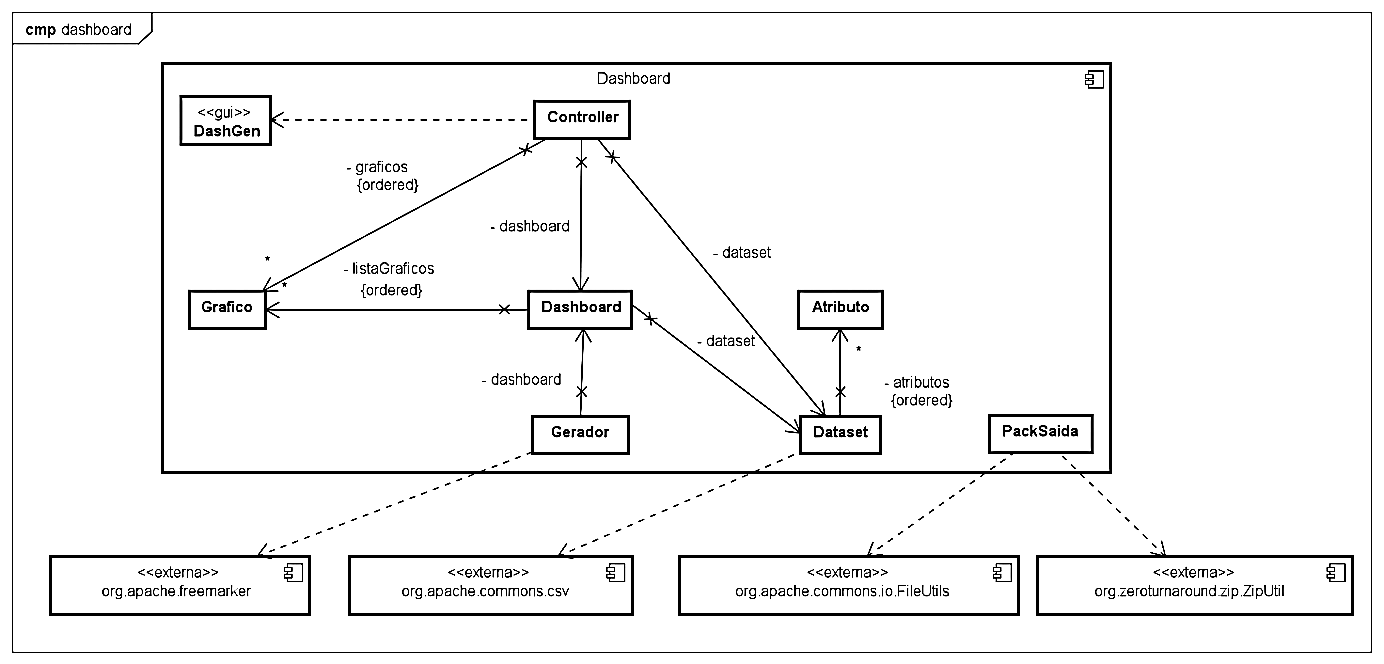 cmp dashboard
Dashboard
<<gui>>
DashGen
Controller
- graficos
{ordered}
- dashboard
- dataset
*
- listaGraficos
*
{ordered}
Grafico
Dashboard
Atributo
- dataset
*
- dashboard
- atributos
{ordered}
Gerador
Dataset
PackSaida
<<externa>>
org.apache.freemarker
<<externa>>
org.apache.commons.csv
<<externa>>
org.apache.commons.io.FileUtils
<<externa>>
org.zeroturnaround.zip.ZipUtil